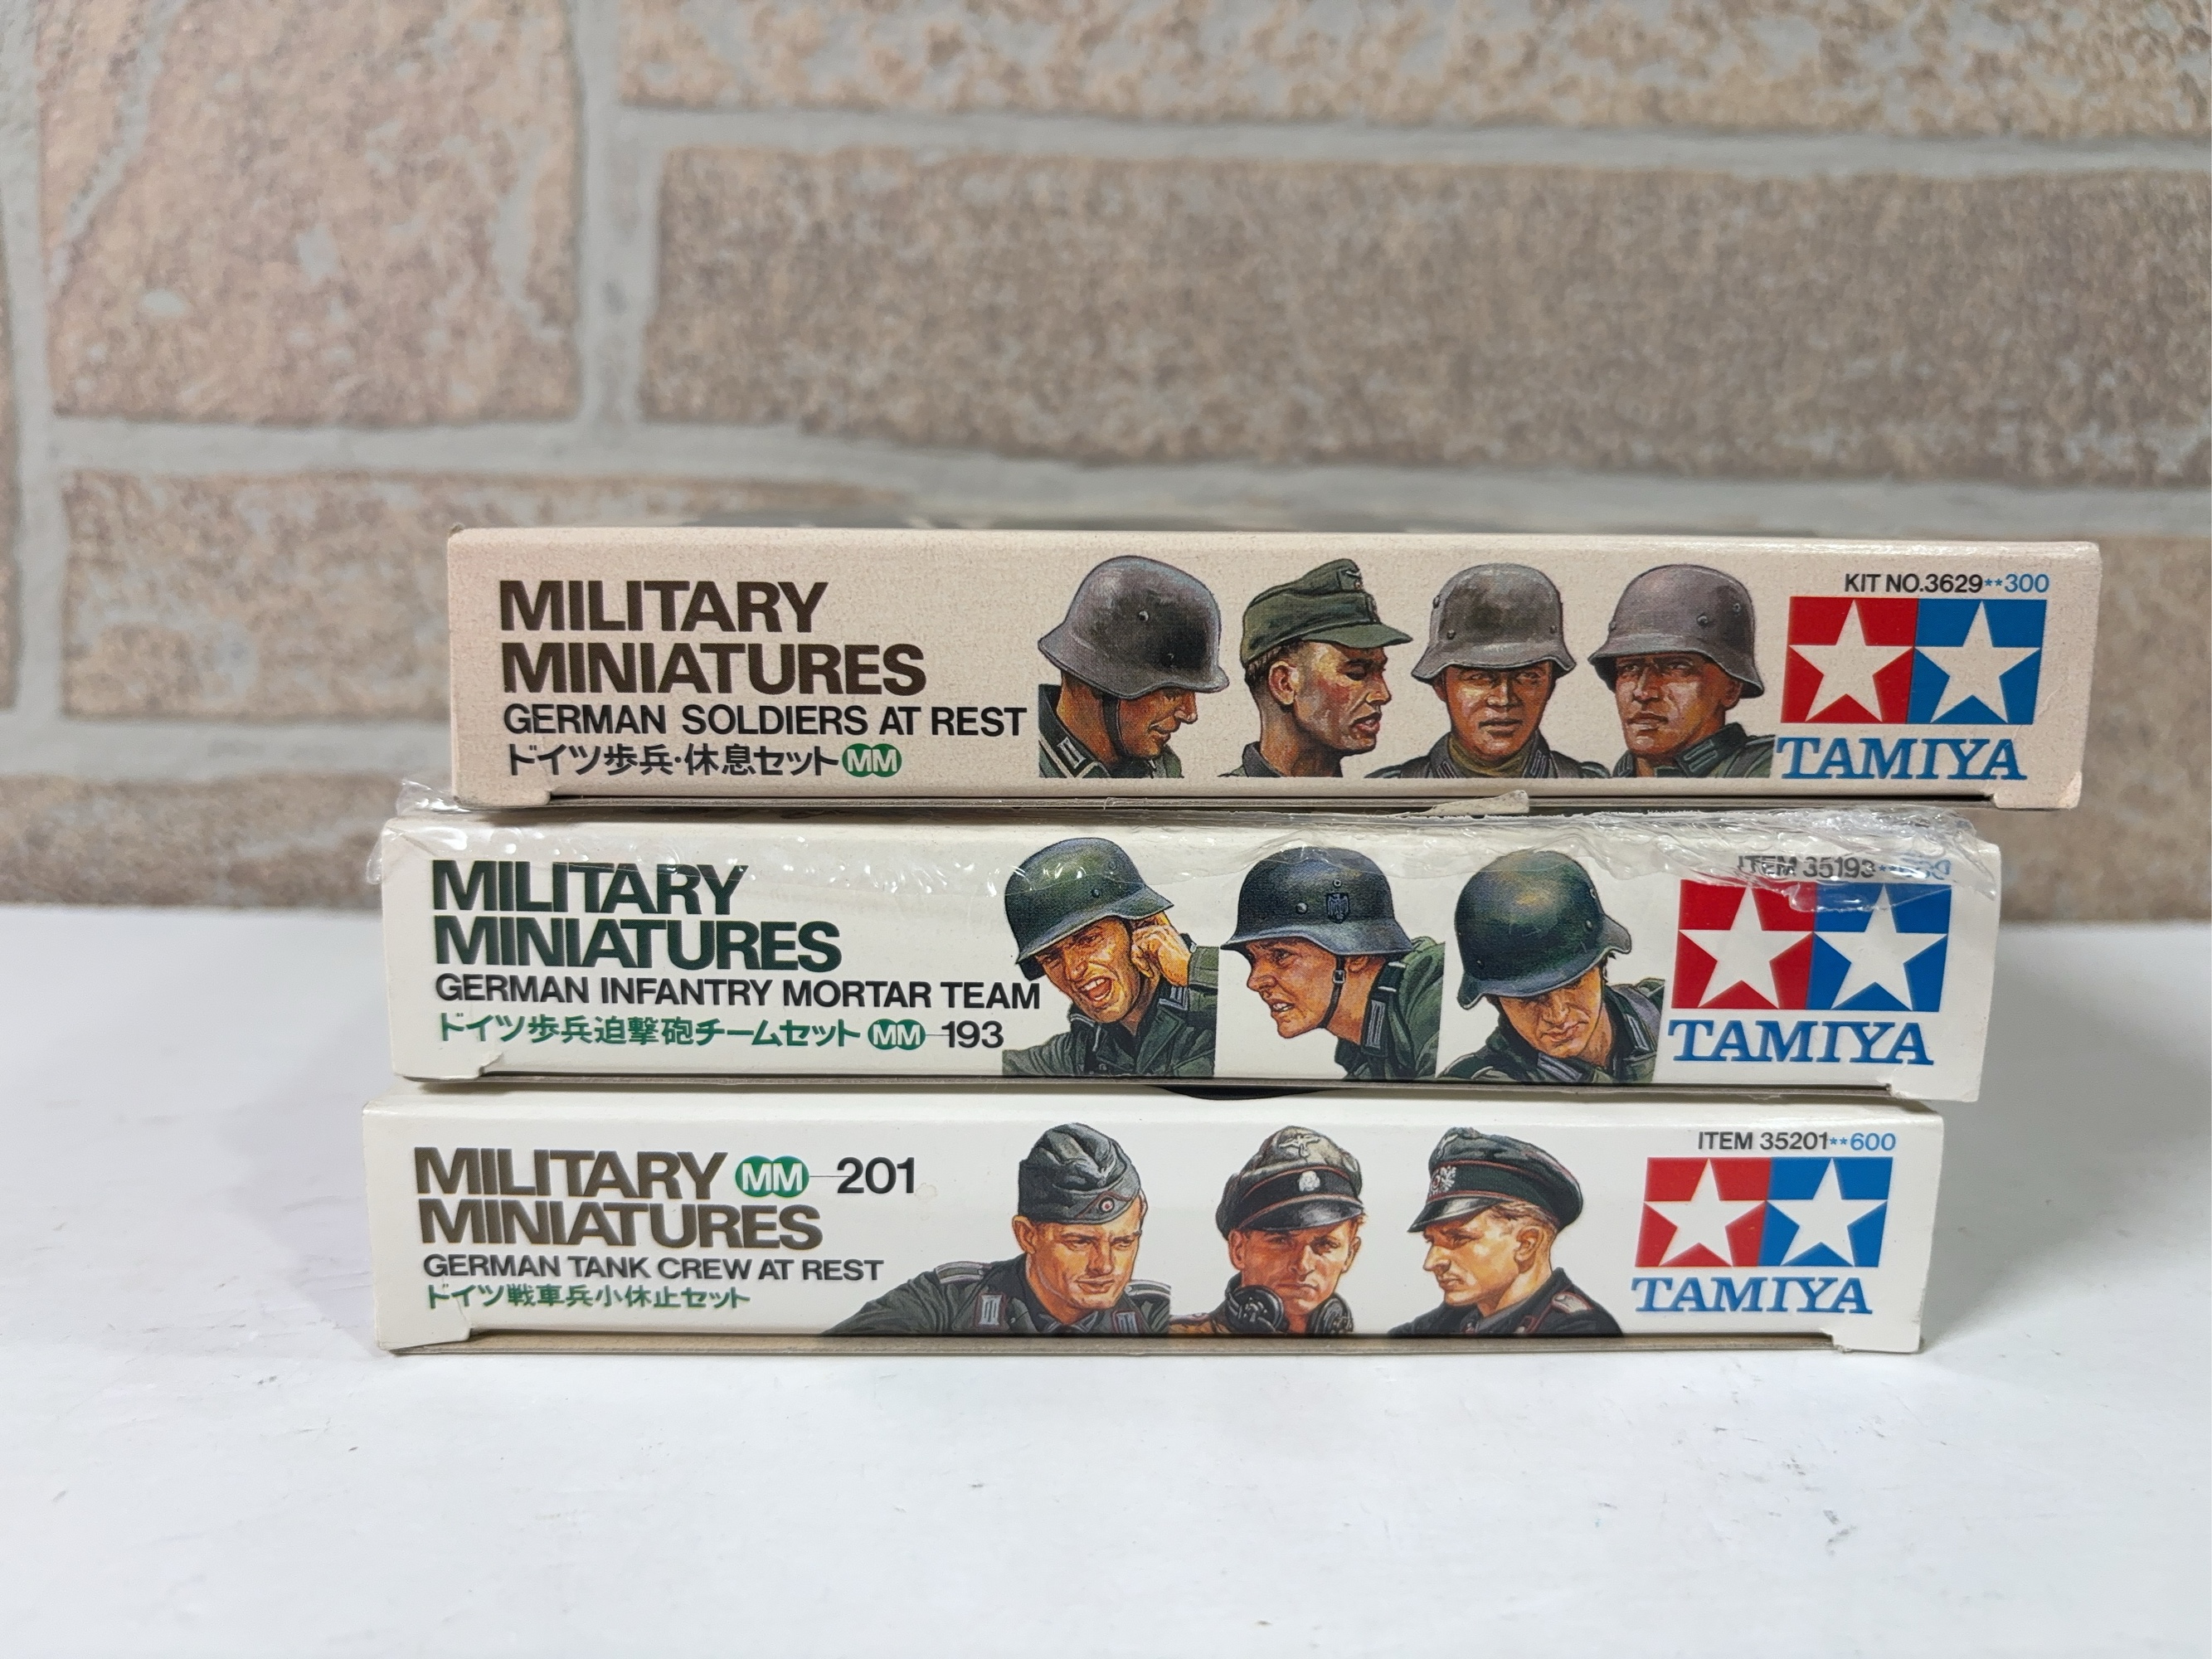 MILITARY
MINIATURES
GERMAN SOLDIERS AT REST
ドイツ歩兵・休息セット MM
KIT NO.3629**300
TAMIYA
MILITARY
MINIATURES
GERMAN INFANTRY MORTAR TEAM
ドイツ歩兵迫撃砲チームセット MM-193
ITEM 35193
TAMIYA
MILITARY MM-201
MINIATURES
GERMAN TANK CREW AT REST
ドイツ戦車兵小休止セット
ITEM 35201**600
TAMIYA